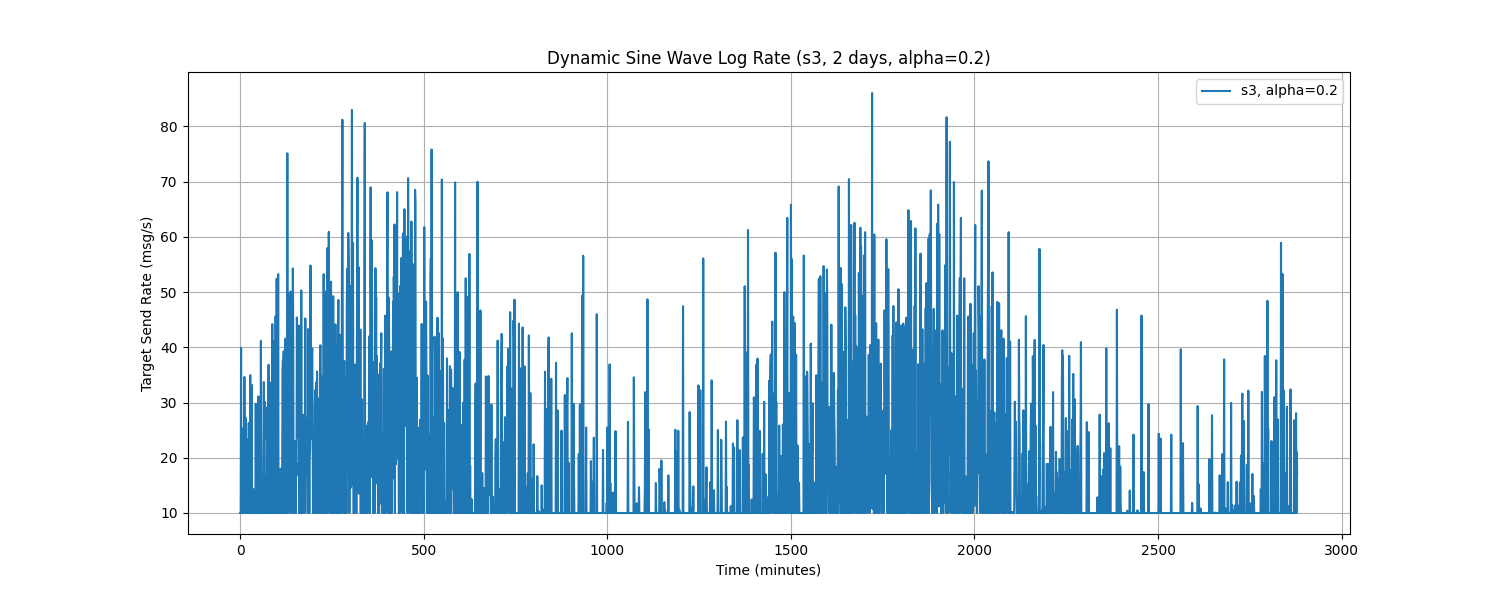 Dynamic Sine Wave Log Rate (s3, 2 days, alpha=0.2)
s3, alpha=0.2
Target Send Rate (msg/s)
80
70
60
50
40
30
20
10
0 500 1000 1500 2000 2500 3000
Time (minutes)